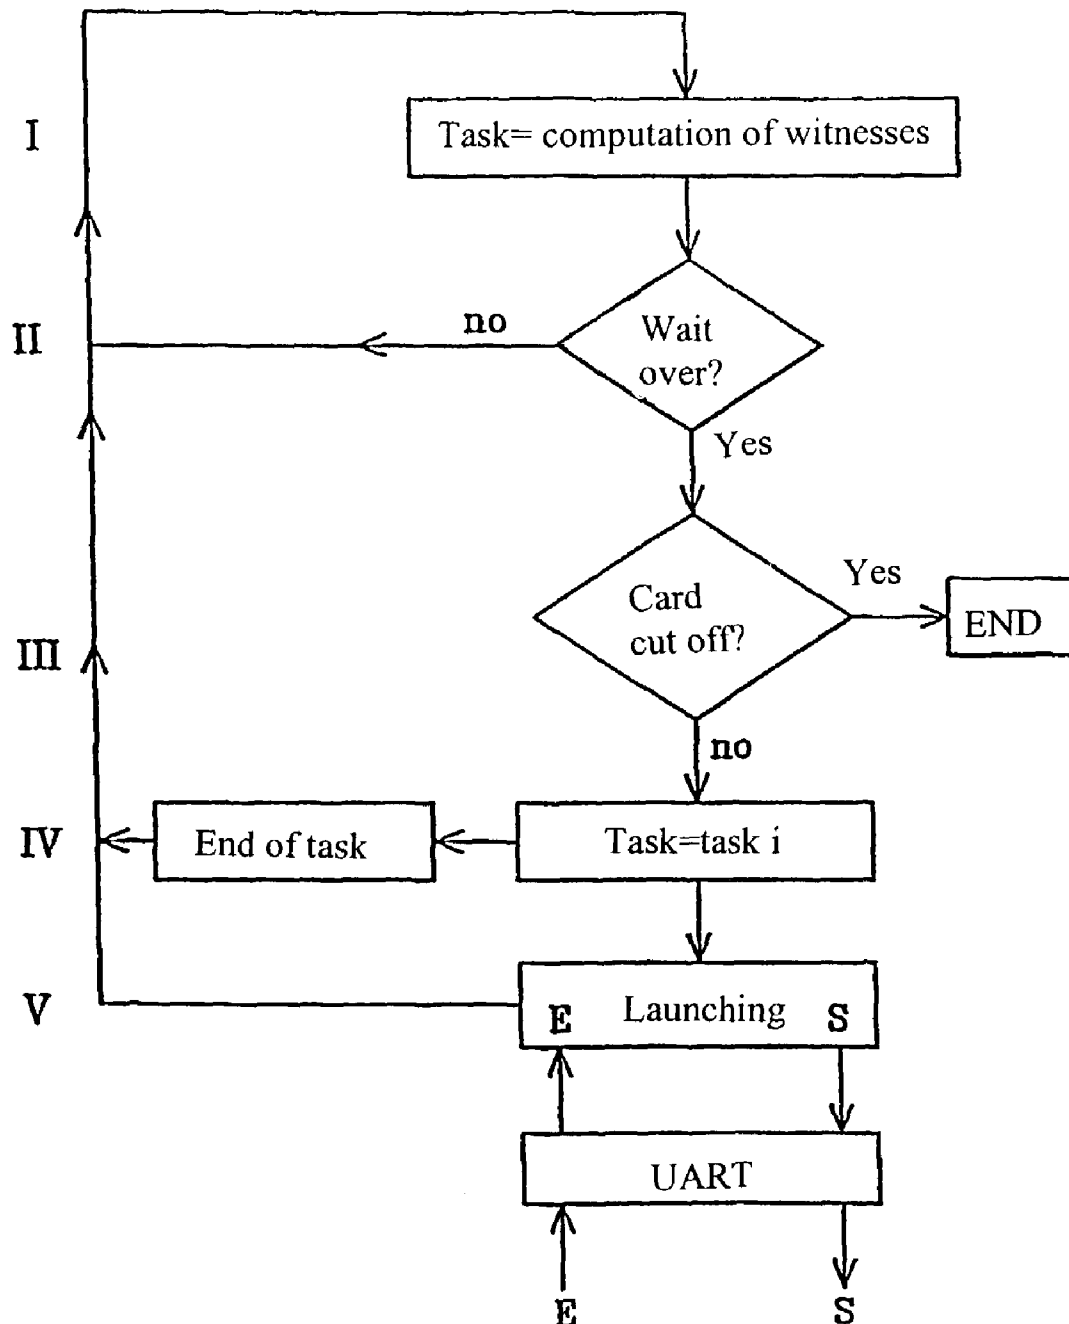 I
Task= computation of witnesses
II
no
Wait
over?
Yes
Yes
Card
cut off?
END
III
no
IV
End of task
Task=task i
V
E Launching S
UART
E S